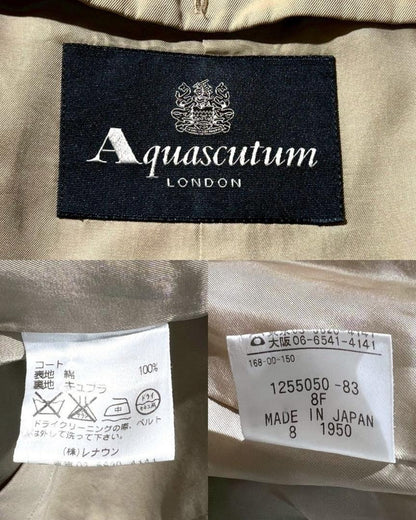 Aquascutum
LONDON
コート
表地 綿 100%
裏地 キュプラ
ドライ
ドライクリーニングの際、ベルト
は外して洗って下さい。
(株)レナウン
大阪 06-6541-4141
168-00-150
1255050-83
8F
MADE IN JAPAN
8 1950